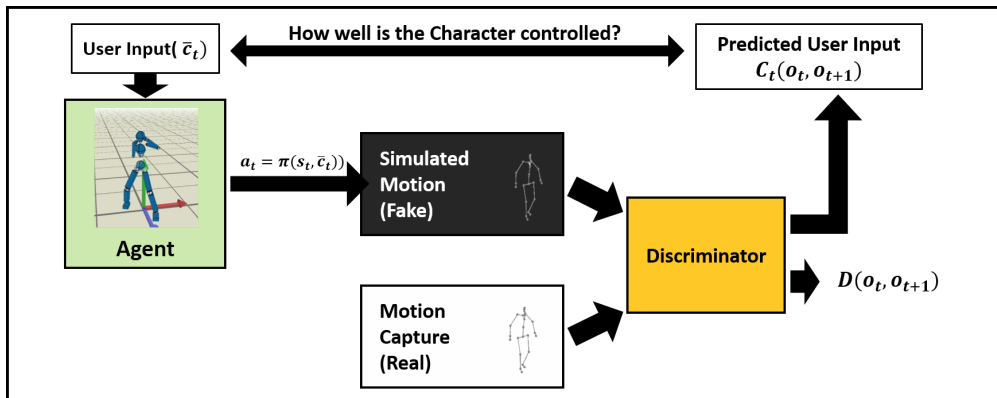 How well is the Character controlled?
User Input( c̄ₜ)
Predicted User Input
Cₜ(oₜ, oₜ₊₁)
aₜ = π(sₜ, c̄ₜ))
Agent
Simulated
Motion
(Fake)
Discriminator
D(oₜ, oₜ₊₁)
Motion
Capture
(Real)